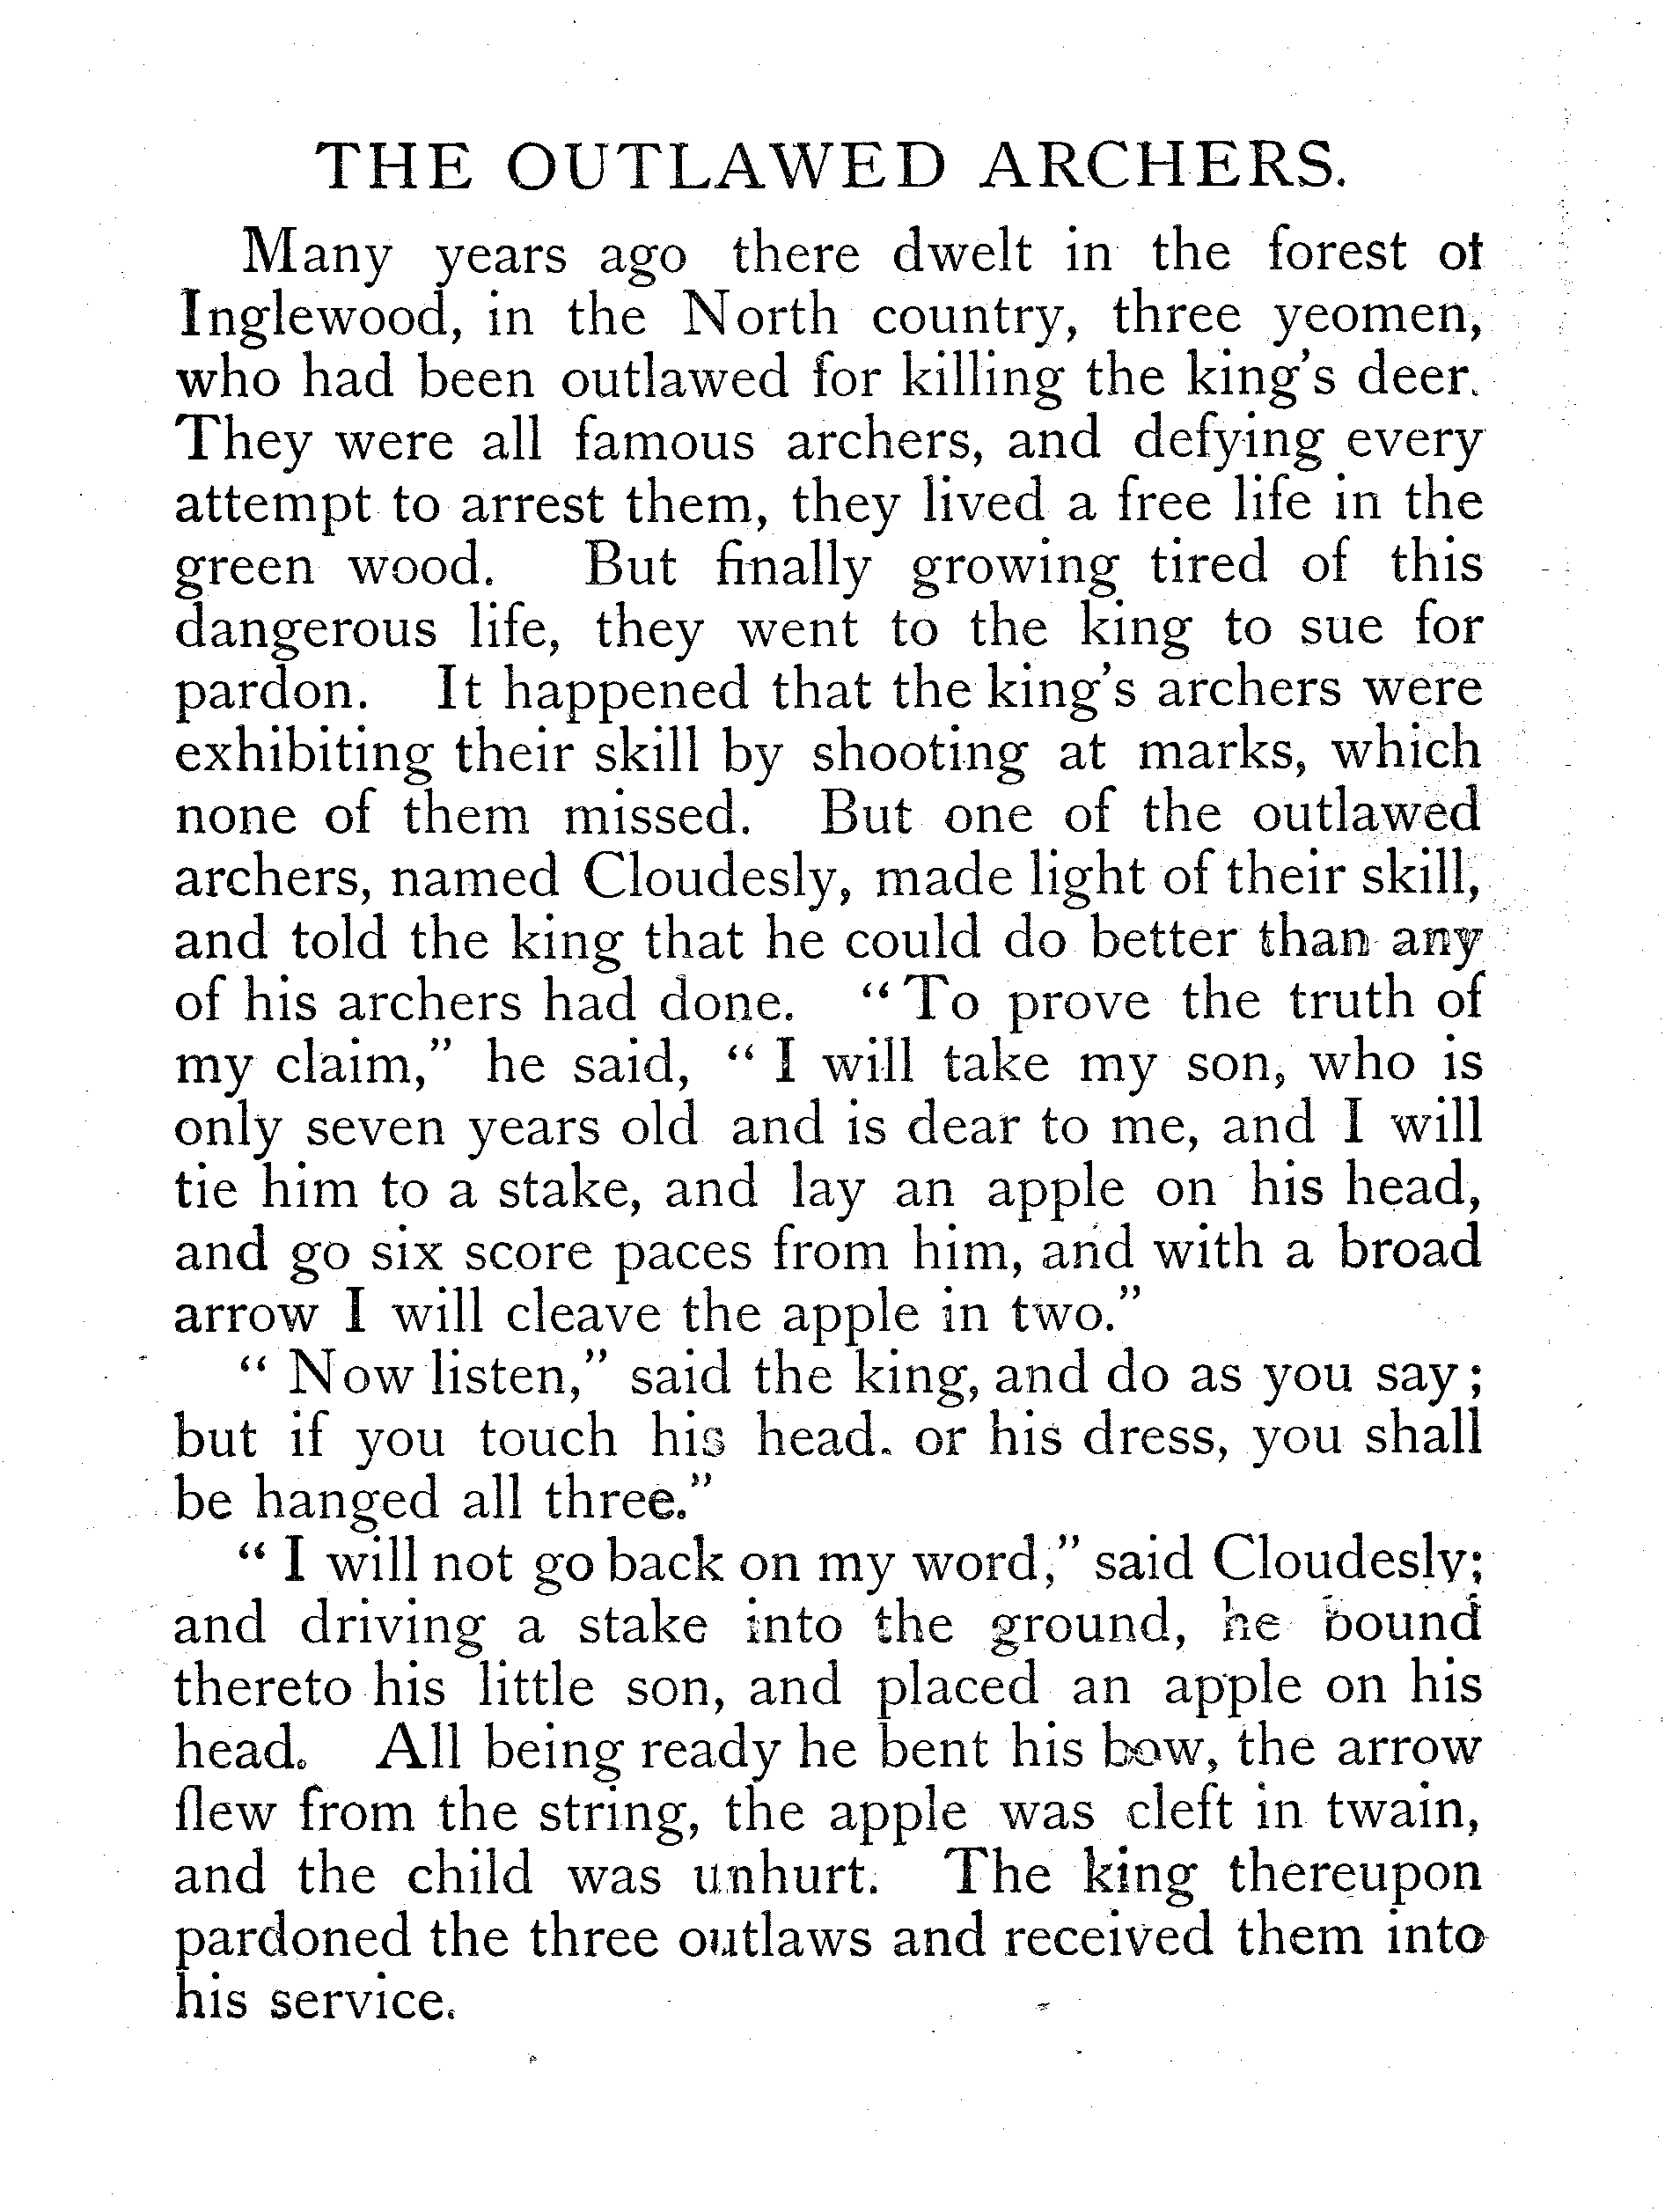 THE OUTLAWED ARCHERS.
Many years ago there dwelt in the forest of
Inglewood, in the North country, three yeomen,
who had been outlawed for killing the king's deer.
They were all famous archers, and defying every
attempt to arrest them, they lived a free life in the
green wood. But finally growing tired of this
dangerous life, they went to the king to sue for
pardon. It happened that the king's archers were
exhibiting their skill by shooting at marks, which
none of them missed. But one of the outlawed
archers, named Cloudesly, made light of their skill,
and told the king that he could do better than any
of his archers had done. “To prove the truth of
my claim,” he said, “I will take my son, who is
only seven years old and is dear to me, and I will
tie him to a stake, and lay an apple on his head,
and go six score paces from him, and with a broad
arrow I will cleave the apple in two.”
“Now listen,” said the king, and do as you say;
but if you touch his head. or his dress, you shall
be hanged all three.”
“I will not go back on my word,” said Cloudesly;
and driving a stake into the ground, he bound
thereto his little son, and placed an apple on his
head. All being ready he bent his bow, the arrow
flew from the string, the apple was cleft in twain,
and the child was unhurt. The king thereupon
pardoned the three outlaws and received them into
his service.